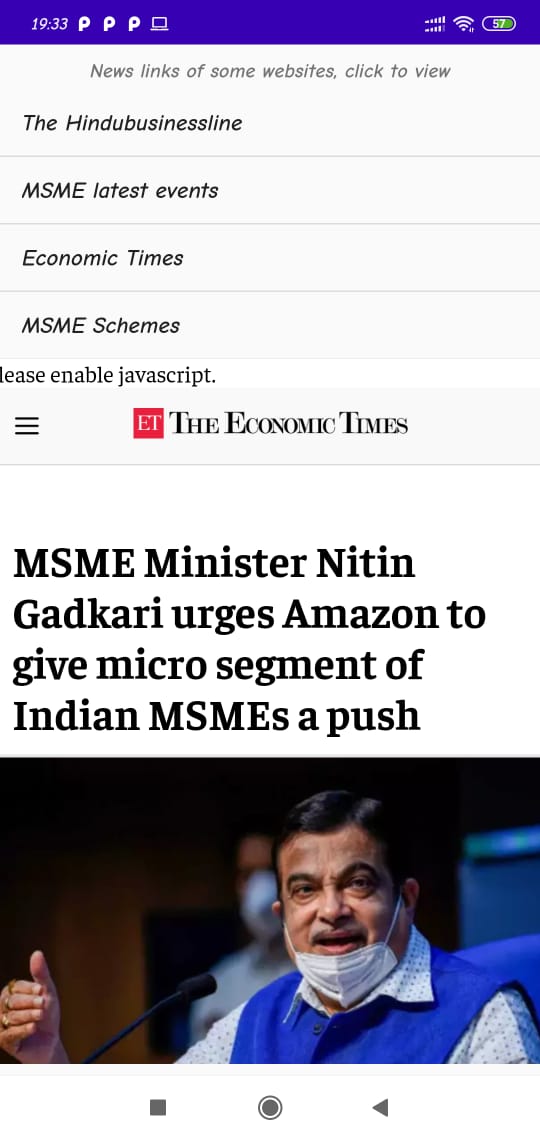 19:33 P P P 57
News links of some websites, click to view
The Hindubusinessline
MSME latest events
Economic Times
MSME Schemes
lease enable javascript.
ET THE ECONOMIC TIMES
MSME Minister Nitin
Gadkari urges Amazon to
give micro segment of
Indian MSMEs a push